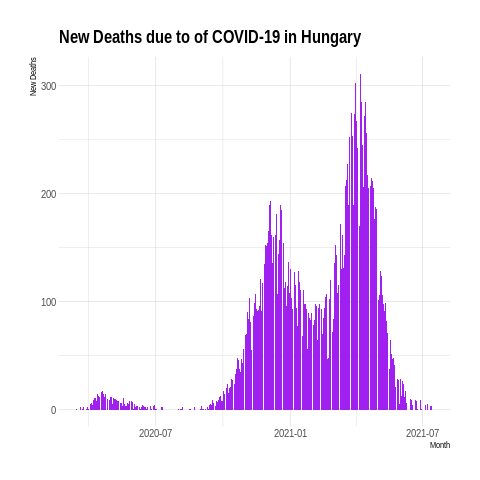 New Deaths due to of COVID-19 in Hungary
New Deaths
300
200
100
0
2020-07
2021-01
2021-07
Month